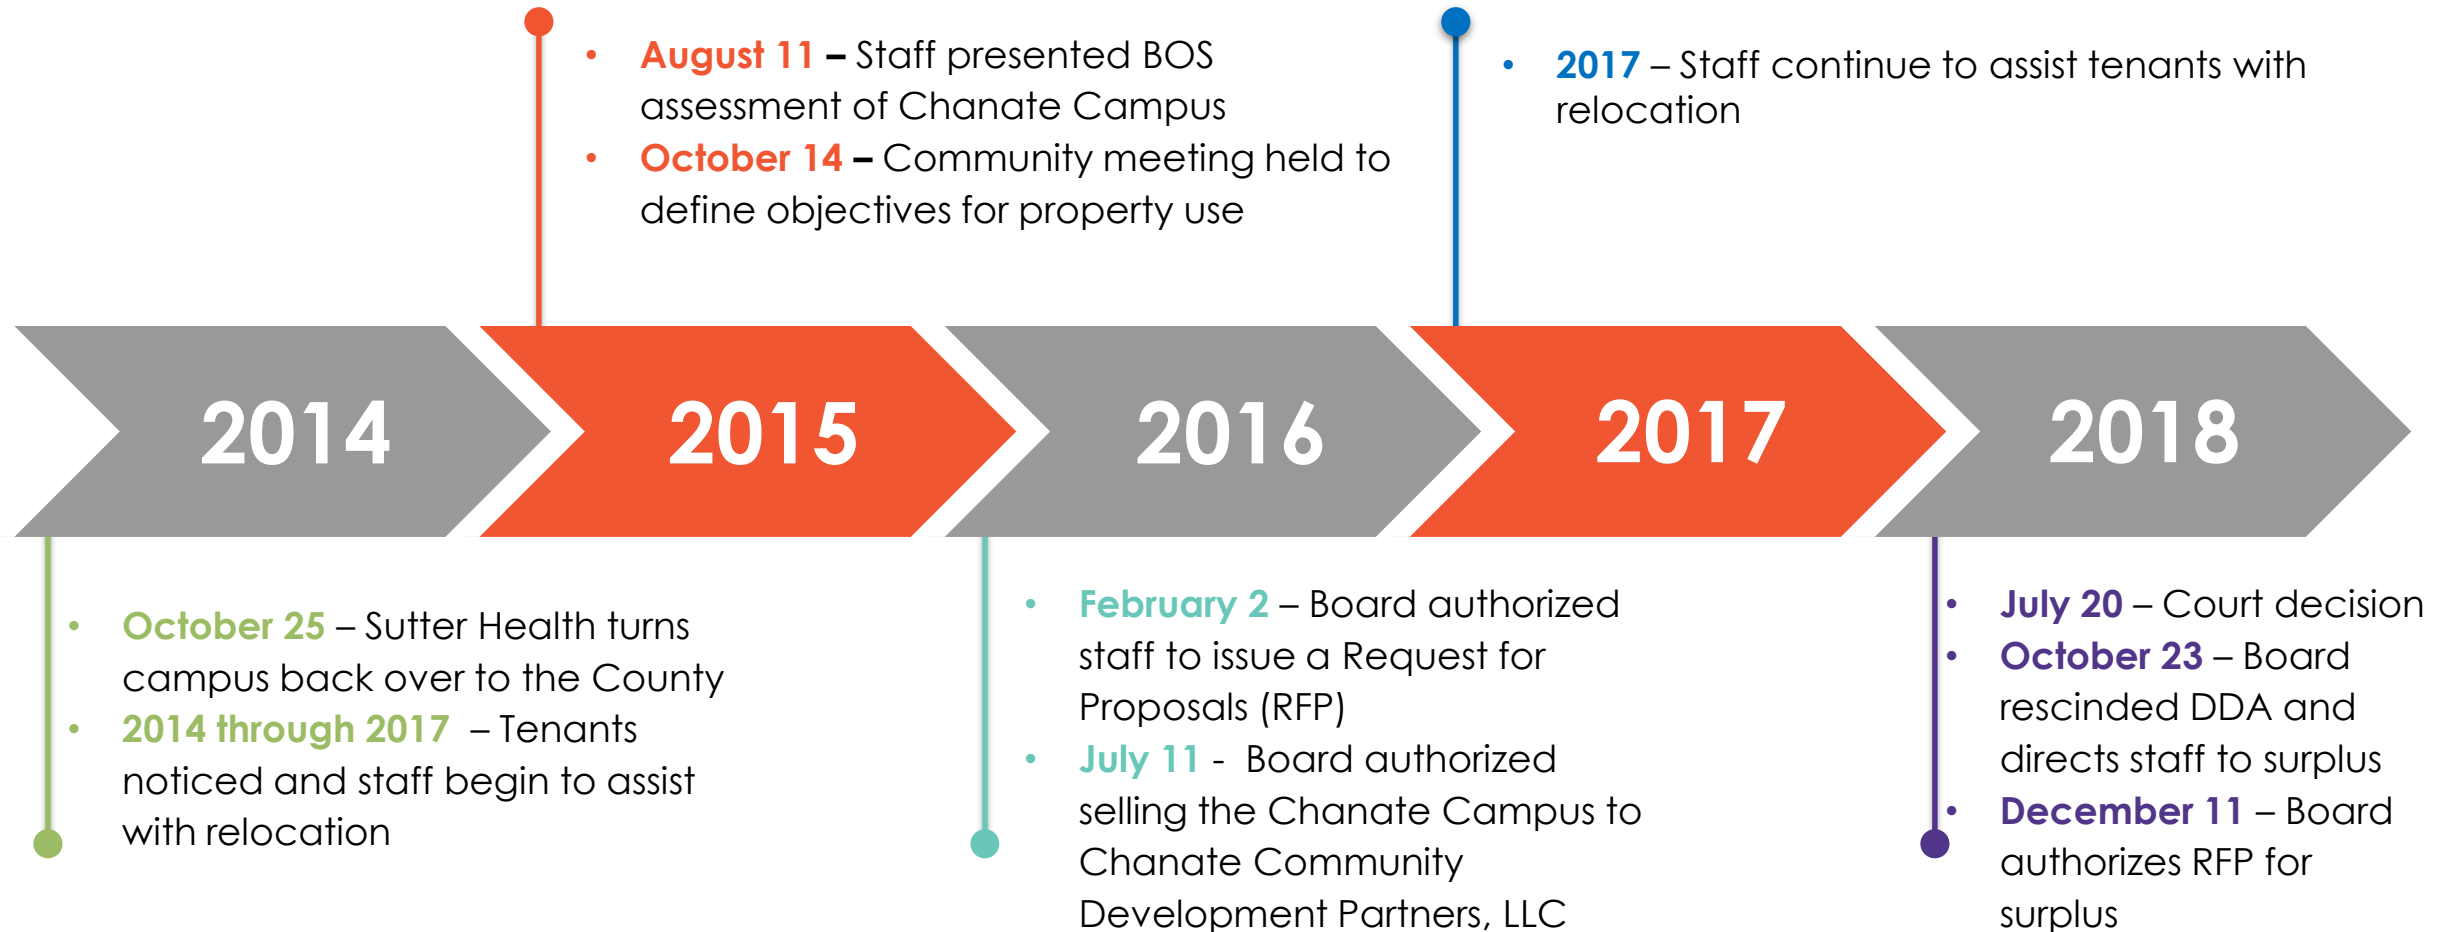 • August 11 – Staff presented BOS
assessment of Chanate Campus
• October 14 – Community meeting held to
define objectives for property use
• 2017 – Staff continue to assist tenants with
relocation
2014
2015
2016
2017
2018
• October 25 – Sutter Health turns
campus back over to the County
• 2014 through 2017 – Tenants
noticed and staff begin to assist
with relocation
• February 2 – Board authorized
staff to issue a Request for
Proposals (RFP)
• July 11 - Board authorized
selling the Chanate Campus to
Chanate Community
Development Partners, LLC
• July 20 – Court decision
• October 23 – Board
rescinded DDA and
directs staff to surplus
• December 11 – Board
authorizes RFP for
surplus